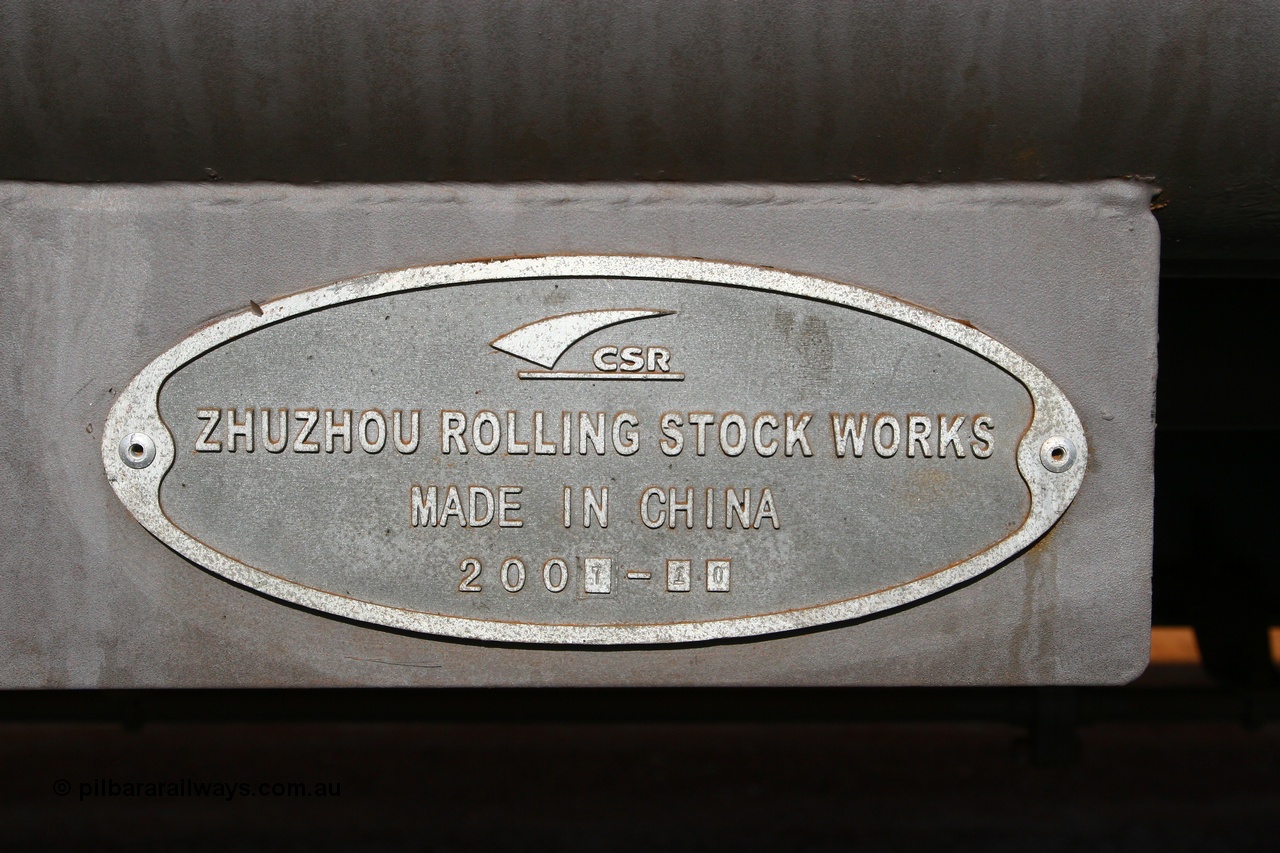 CSR
ZHUZHOU ROLLING STOCK WORKS
MADE IN CHINA
2007-10
© pilbararailways.com.au